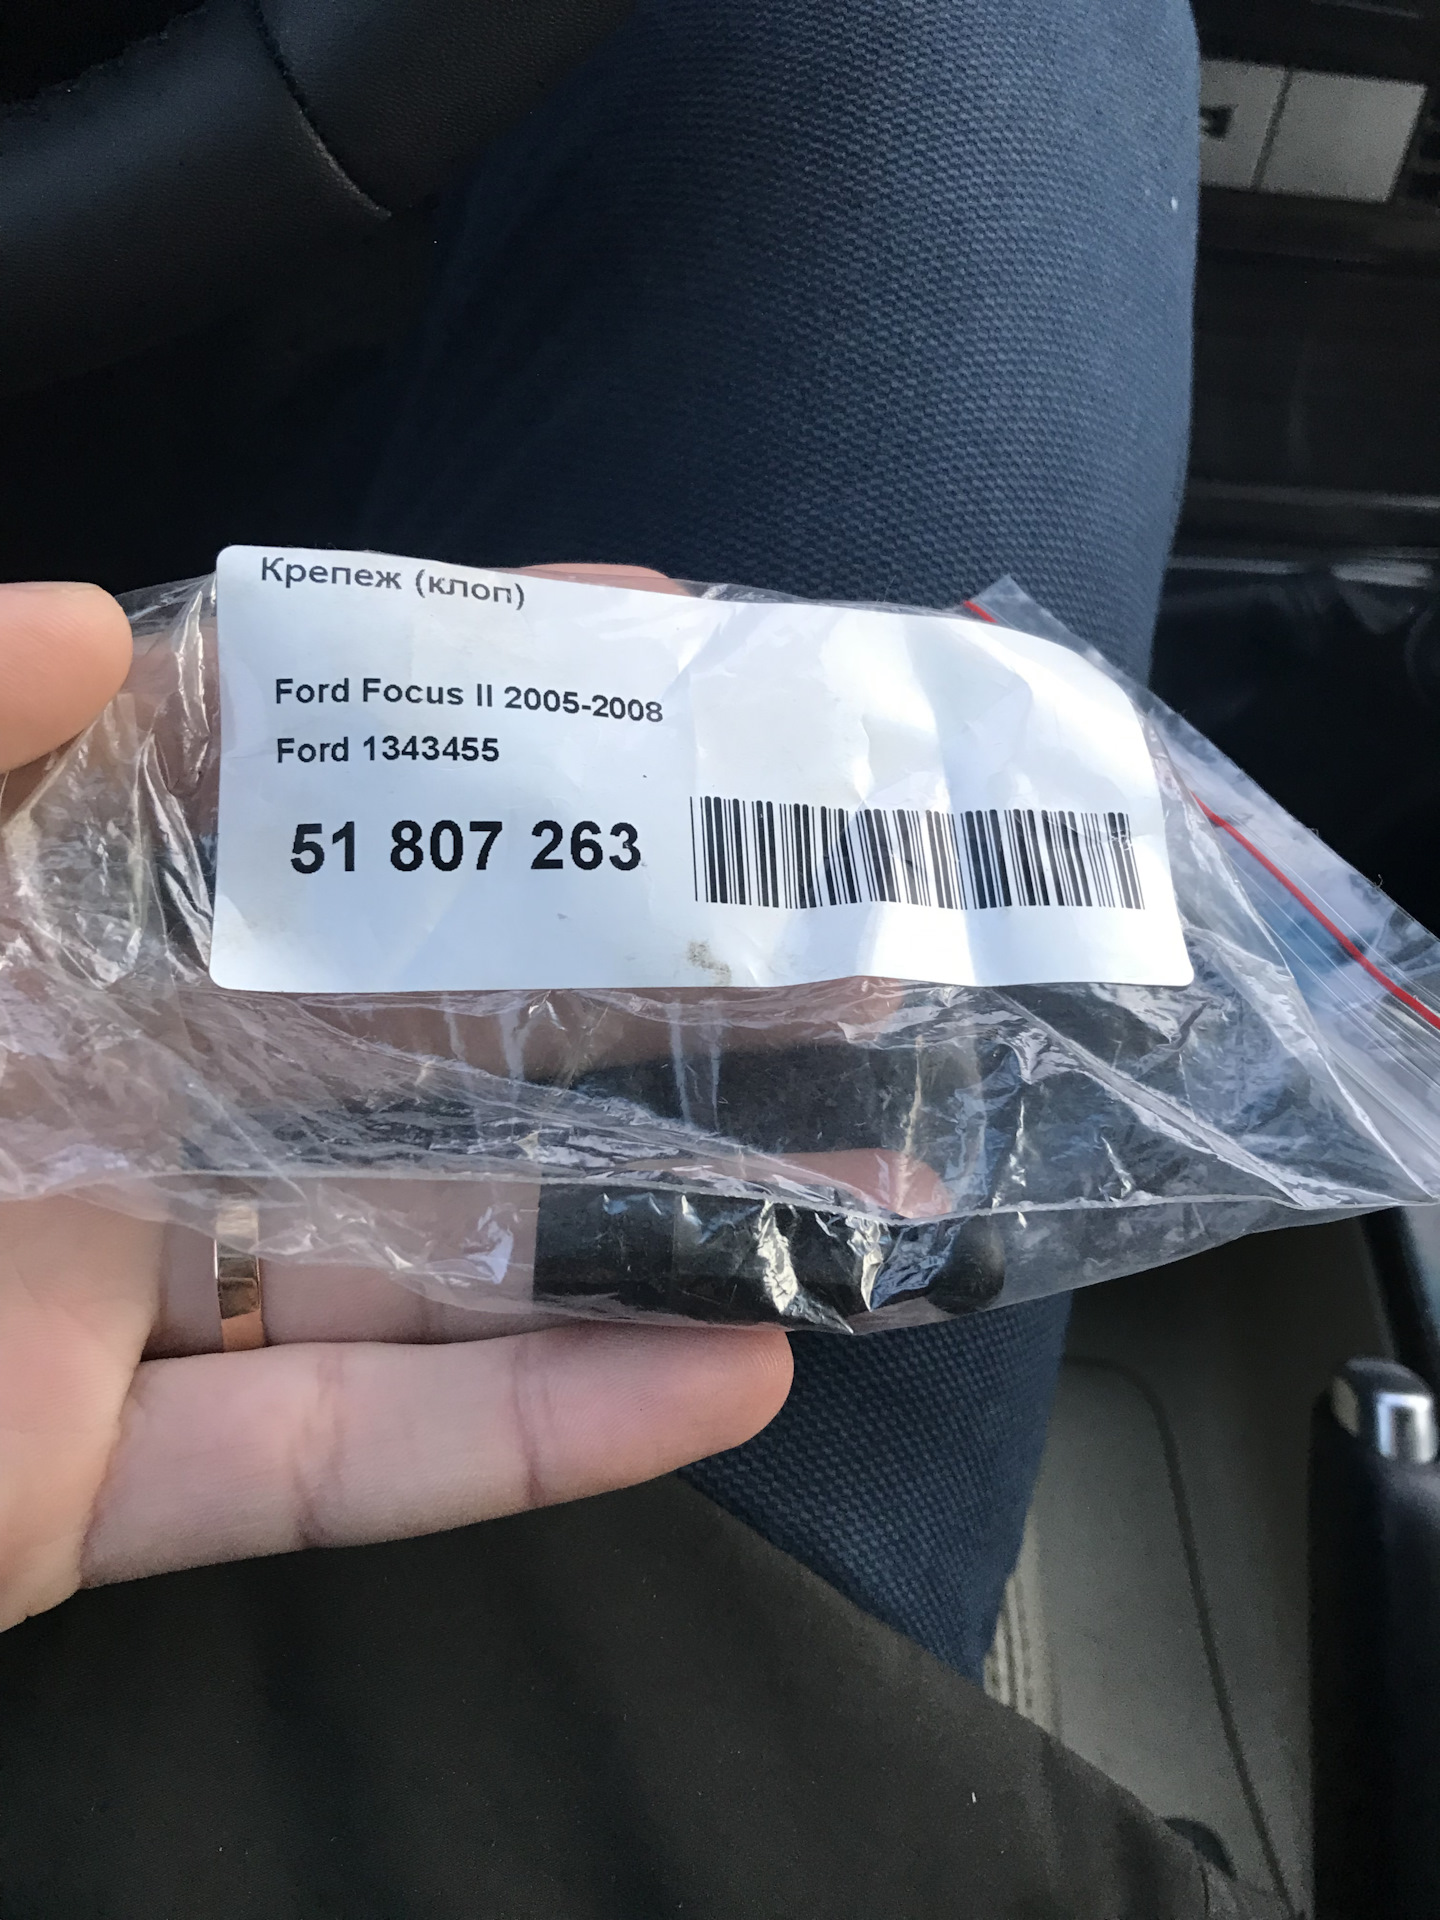 Крепеж (клоп)
Ford Focus II 2005-2008
Ford 1343455
51 807 263